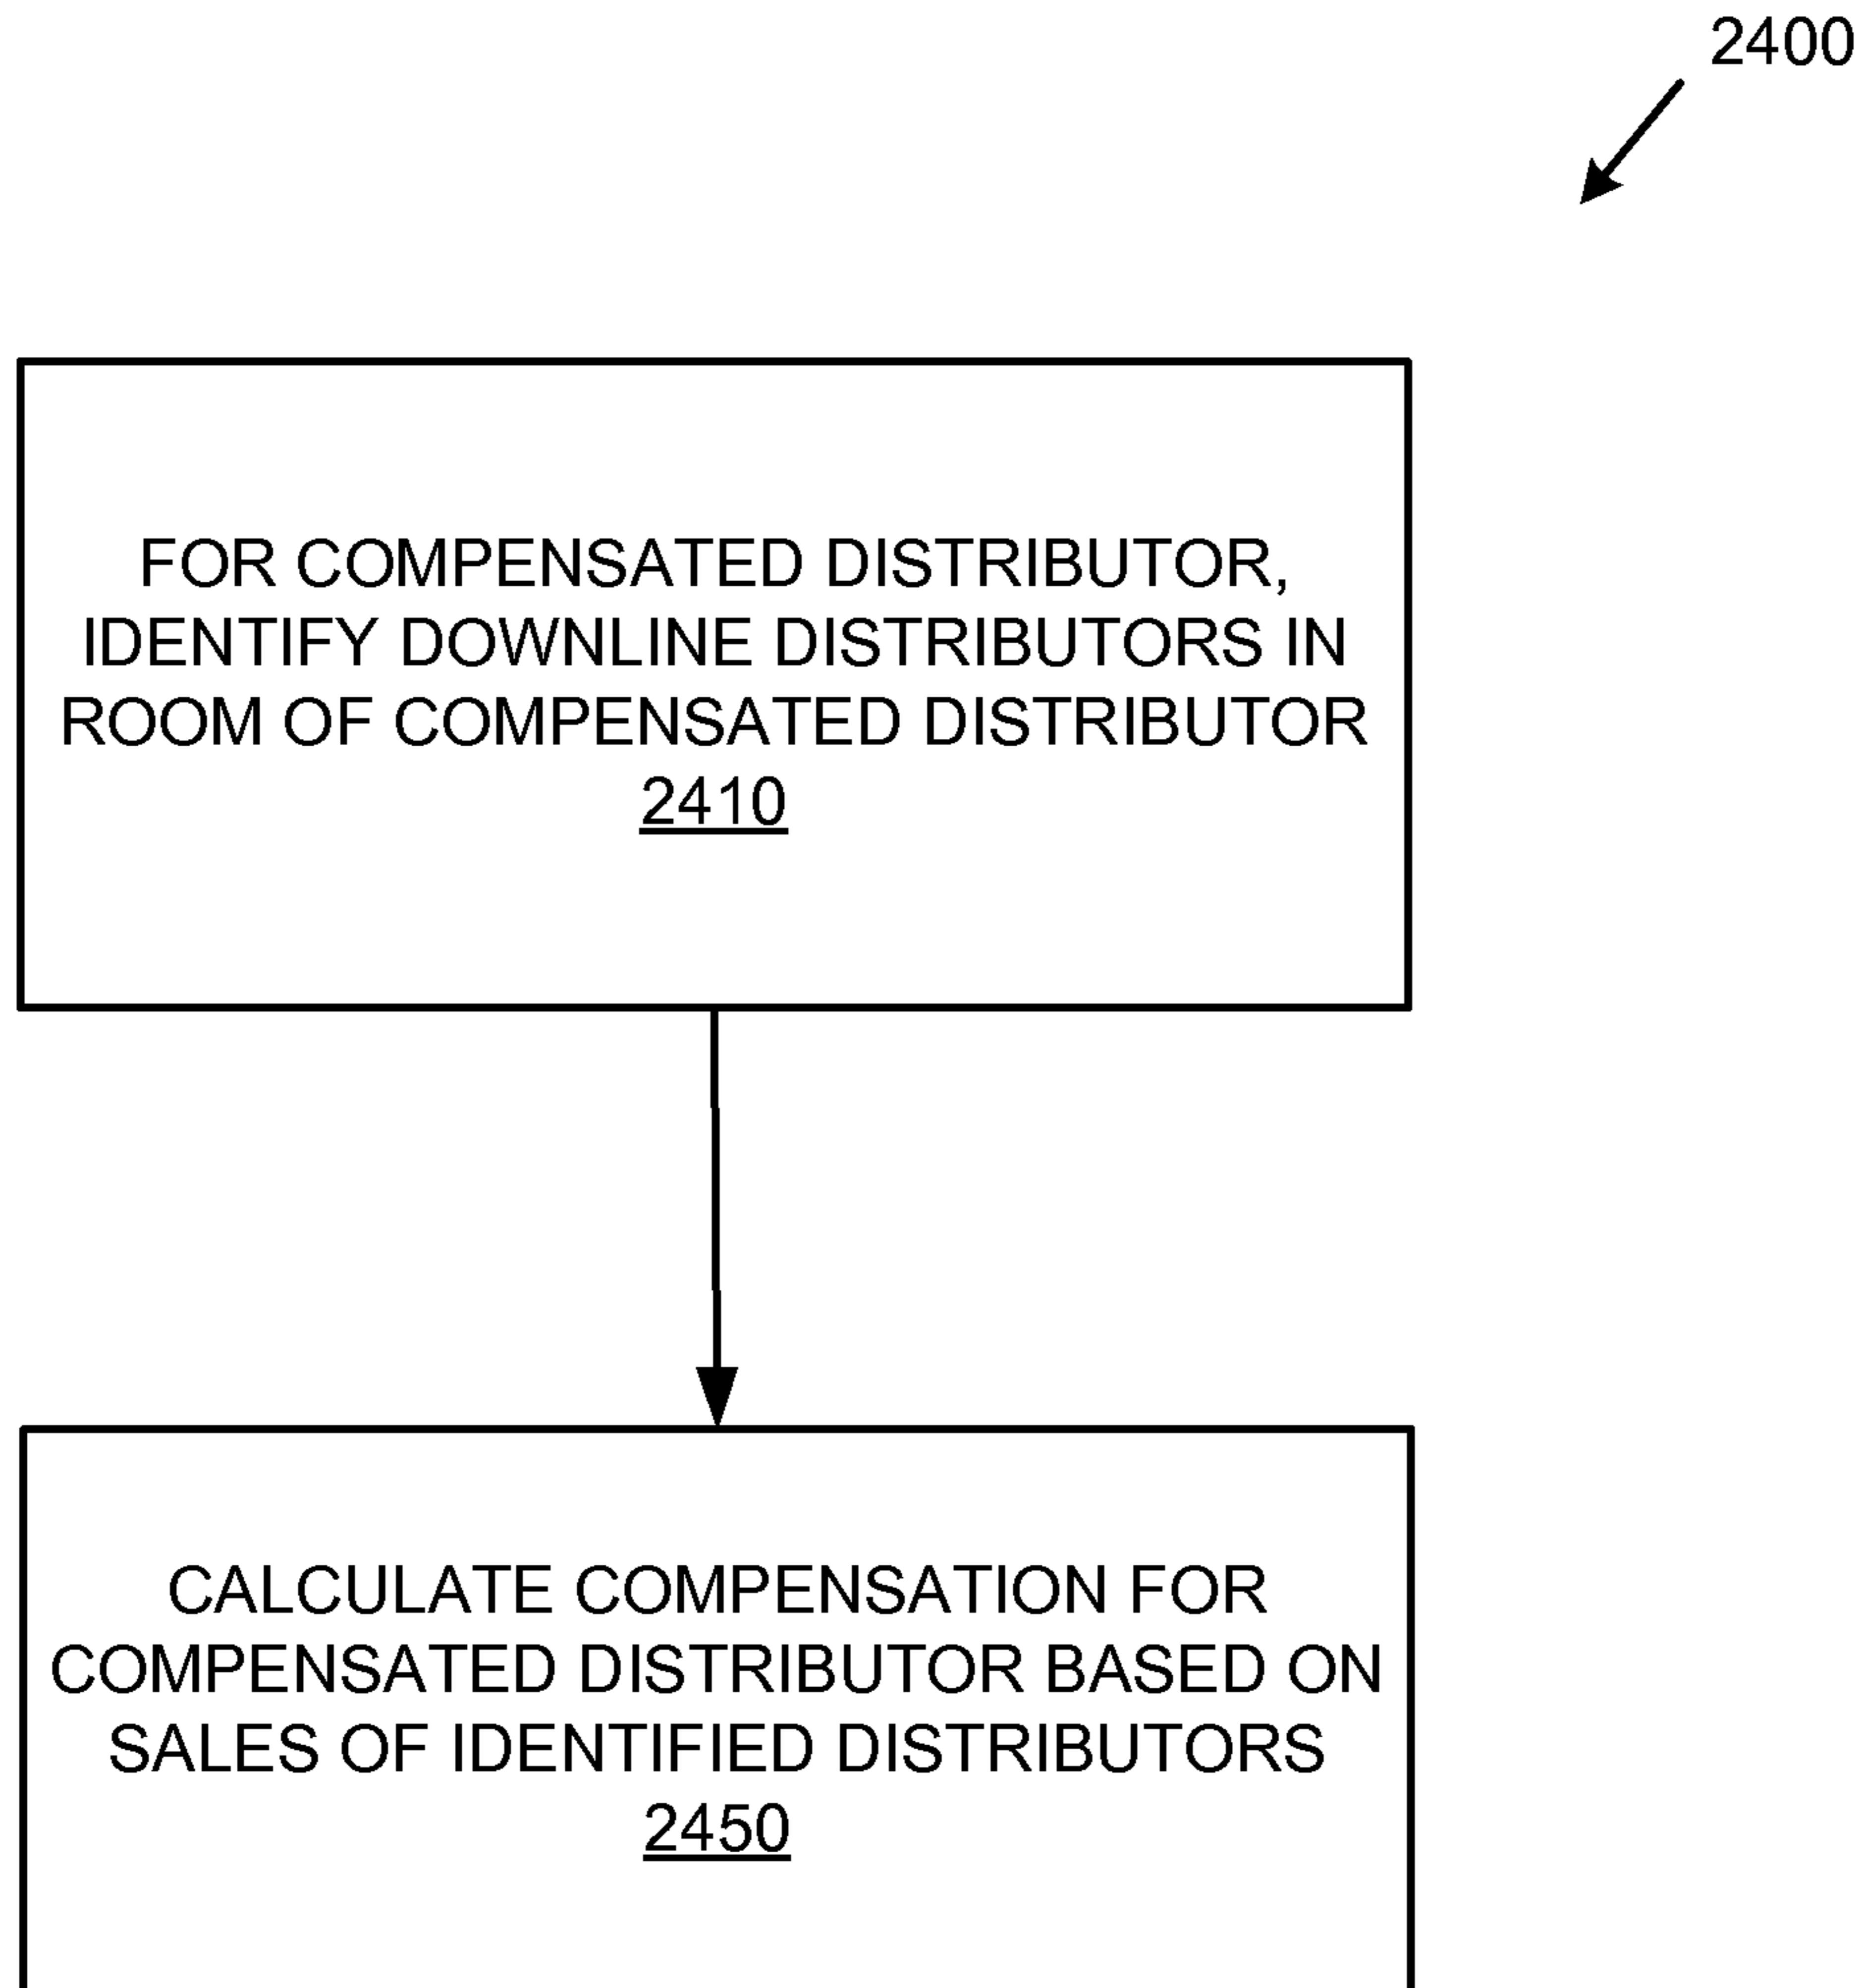 2400
FOR COMPENSATED DISTRIBUTOR,
IDENTIFY DOWNLINE DISTRIBUTORS IN
ROOM OF COMPENSATED DISTRIBUTOR
2410
CALCULATE COMPENSATION FOR
COMPENSATED DISTRIBUTOR BASED ON
SALES OF IDENTIFIED DISTRIBUTORS
2450